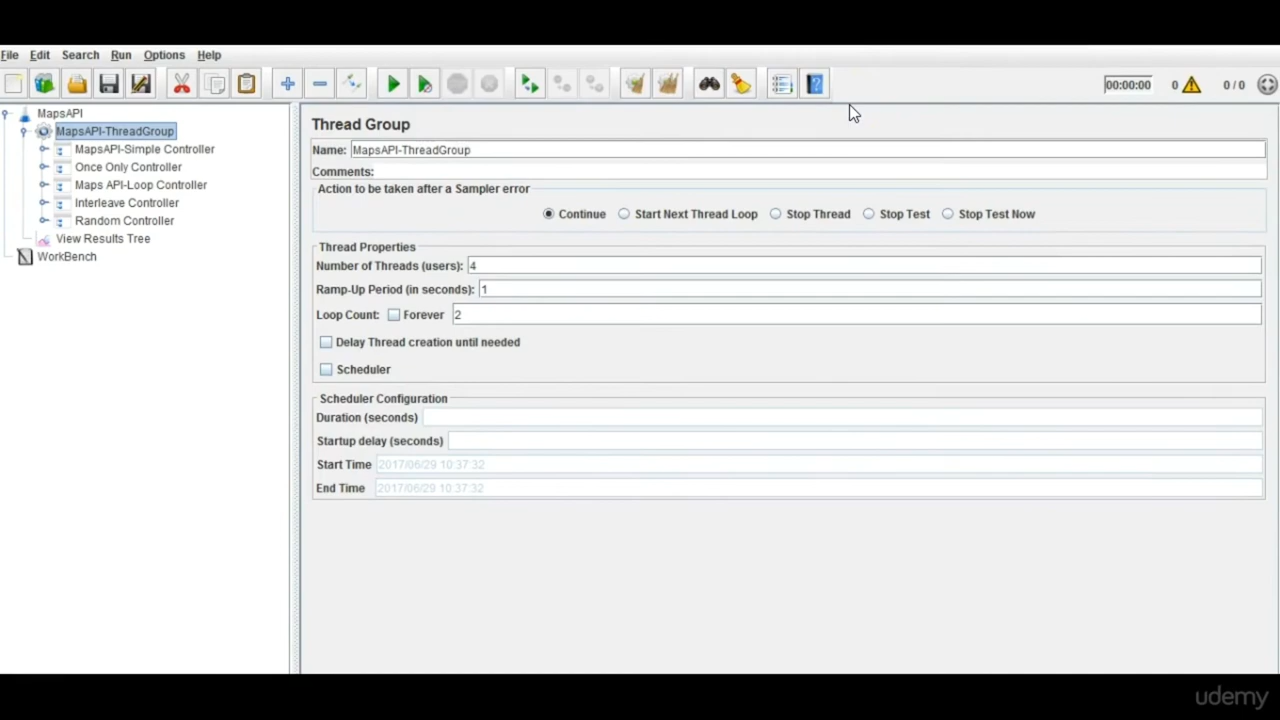 File Edit Search Run Options Help
00:00:00 0 0 / 0
MapsAPI
MapsAPI-ThreadGroup
MapsAPI-Simple Controller
Once Only Controller
Maps API-Loop Controller
Interleave Controller
Random Controller
View Results Tree
WorkBench
Thread Group
Name: MapsAPI-ThreadGroup
Comments:
Action to be taken after a Sampler error
Continue Start Next Thread Loop Stop Thread Stop Test Stop Test Now
Thread Properties
Number of Threads (users): 4
Ramp-Up Period (in seconds): 1
Loop Count: Forever 2
Delay Thread creation until needed
Scheduler
Scheduler Configuration
Duration (seconds)
Startup delay (seconds)
Start Time 2017/06/29 10:37:32
End Time 2017/06/29 10:37:32
udemy